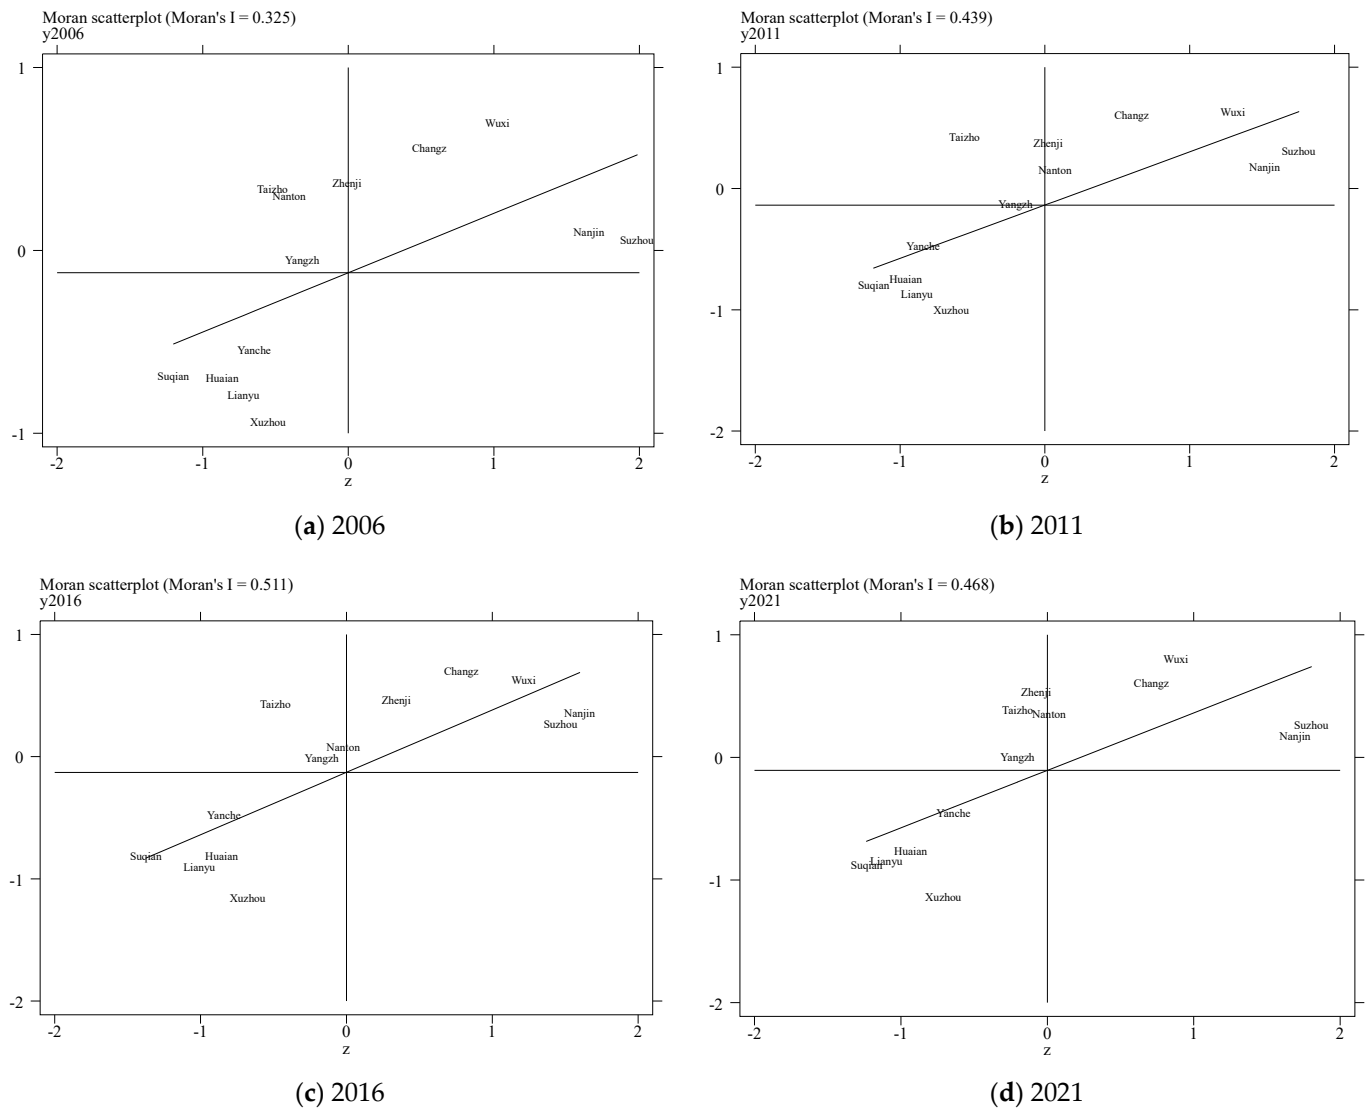 Moran scatterplot (Moran's I = 0.325)
y2006
1
Wuxi
Changz
Zhenji
Taizho
Nanton
Nanjin
Suzhou
0
Yangzh
Yanche
Suqian
Huaian
Lianyu
Xuzhou
-1
-2 -1 0 1 2
z
(a) 2006
Moran scatterplot (Moran's I = 0.439)
y2011
1
Wuxi
Changz
Taizho
Zhenji
Suzhou
Nanjin
Nanton
0
Yangzh
Yanche
Huaian
Suqian
Lianyu
Xuzhou
-1
-2
-2 -1 0 1 2
z
(b) 2011
Moran scatterplot (Moran's I = 0.511)
y2016
1
Changz
Wuxi
Zhenji
Taizho
Nanjin
Suzhou
Nanton
Yangzh
0
Yanche
Suqian
Huaian
Lianyu
-1
Xuzhou
-2
-2 -1 0 1 2
z
(c) 2016
Moran scatterplot (Moran's I = 0.468)
y2021
1
Wuxi
Changz
Zhenji
Taizho
Nanton
Suzhou
Nanjin
Yangzh
0
Yanche
Huaian
Lianyu
Suqian
-1
Xuzhou
-2
-2 -1 0 1 2
z
(d) 2021